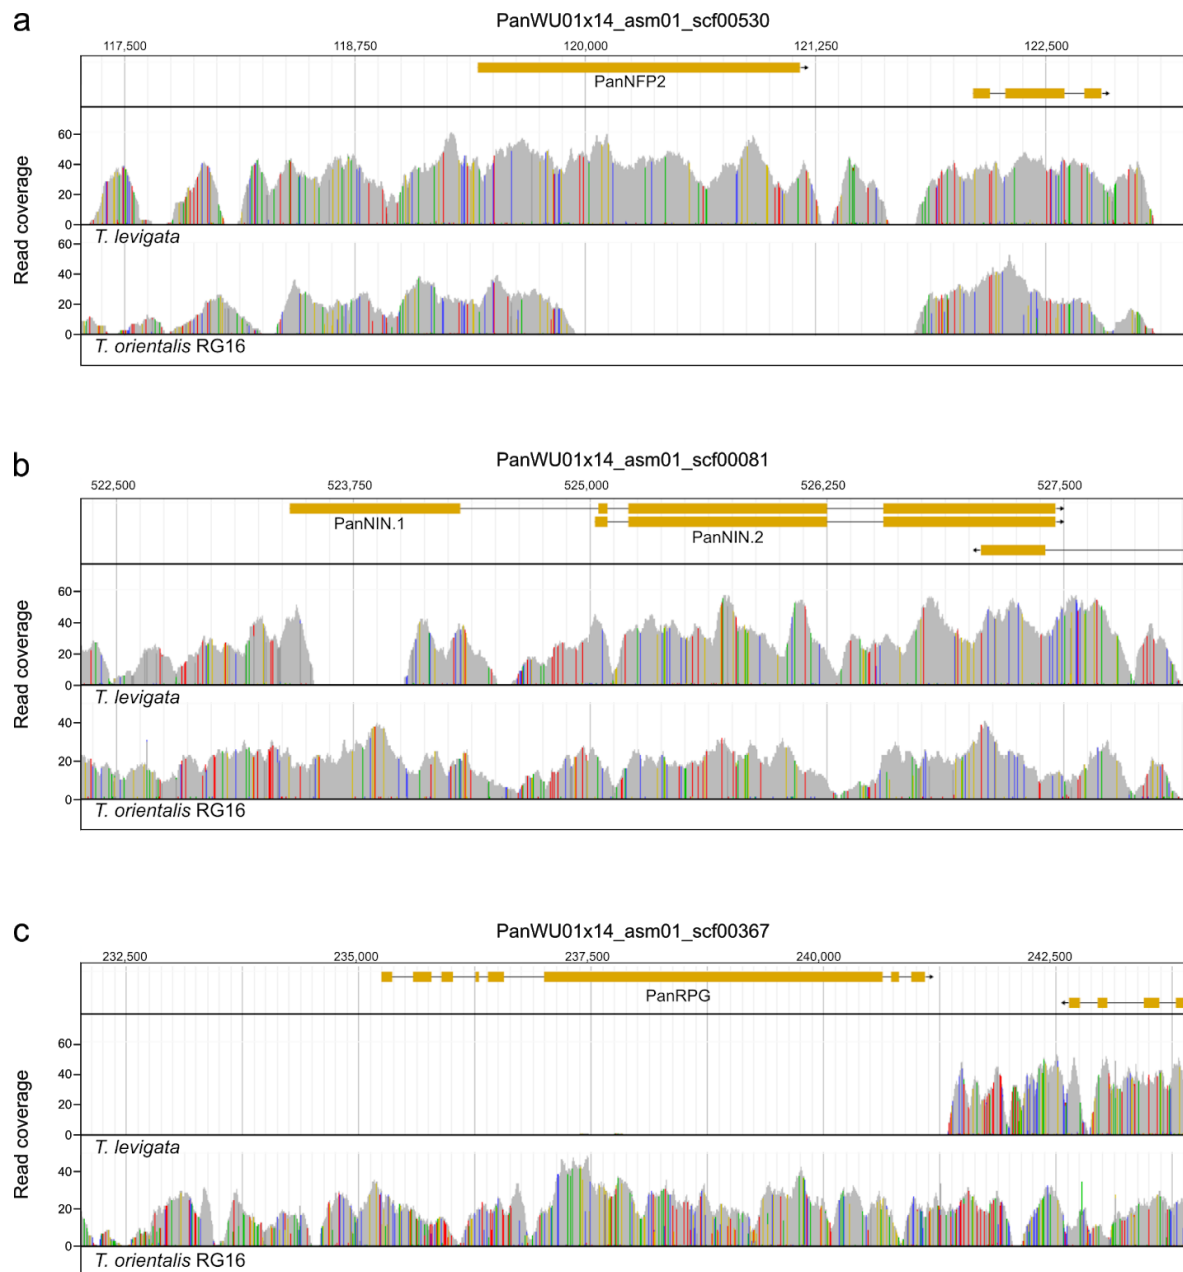 a
PanWU01x14_asm01_scf00530
117,500 118,750 120,000 121,250 122,500
PanNFP2
60
40
20
0
T. levigata
60
40
20
0
T. orientalis RG16
Read coverage
b
PanWU01x14_asm01_scf00081
522,500 523,750 525,000 526,250 527,500
PanNIN.1
PanNIN.2
60
40
20
0
T. levigata
40
20
0
T. orientalis RG16
Read coverage
c
PanWU01x14_asm01_scf00367
232,500 235,000 237,500 240,000 242,500
PanRPG
60
40
20
0
T. levigata
40
20
0
T. orientalis RG16
Read coverage